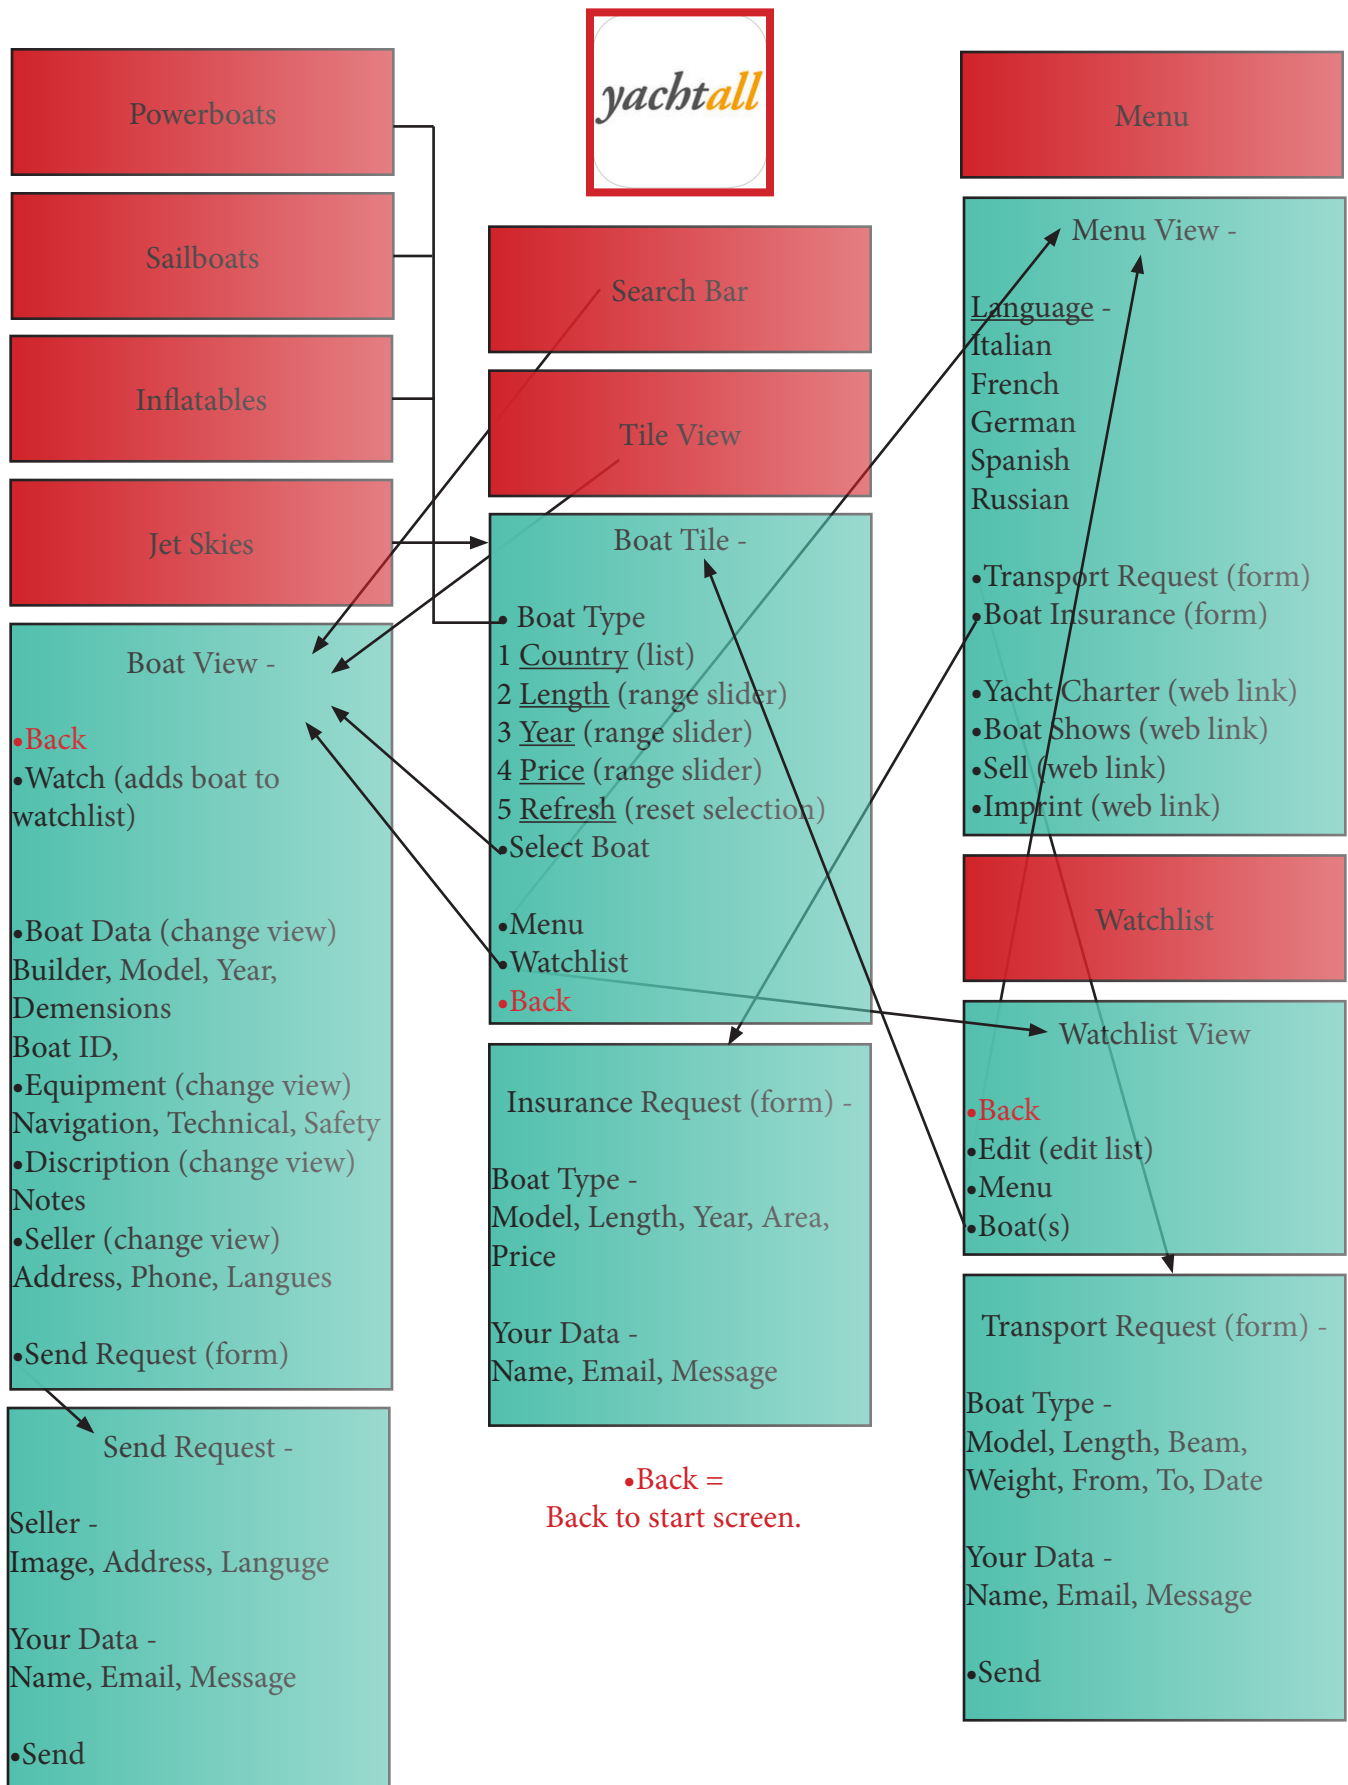 yachtall
Powerboats
Sailboats
Inflatables
Jet Skies
Boat View -
•Back
•Watch (adds boat to
watchlist)
•Boat Data (change view)
Builder, Model, Year,
Demensions
Boat ID,
•Equipment (change view)
Navigation, Technical, Safety
•Discription (change view)
Notes
•Seller (change view)
Address, Phone, Langues
•Send Request (form)
Send Request -
Seller -
Image, Address, Languge
Your Data -
Name, Email, Message
•Send
Search Bar
Tile View
Boat Tile -
• Boat Type
1 Country (list)
2 Length (range slider)
3 Year (range slider)
4 Price (range slider)
5 Refresh (reset selection)
•Select Boat
•Menu
•Watchlist
•Back
Insurance Request (form) -
Boat Type -
Model, Length, Year, Area,
Price
Your Data -
Name, Email, Message
•Back =
Back to start screen.
Menu
Menu View -
Language -
Italian
French
German
Spanish
Russian
•Transport Request (form)
•Boat Insurance (form)
•Yacht Charter (web link)
•Boat Shows (web link)
•Sell (web link)
•Imprint (web link)
Watchlist
Watchlist View
•Back
•Edit (edit list)
•Menu
•Boat(s)
Transport Request (form) -
Boat Type -
Model, Length, Beam,
Weight, From, To, Date
Your Data -
Name, Email, Message
•Send